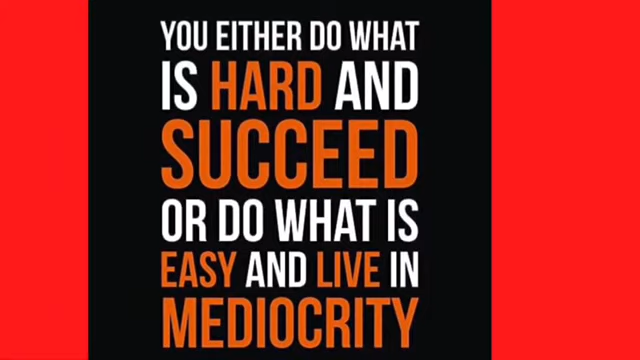 YOU EITHER DO WHAT
IS HARD AND
SUCCEED
OR DO WHAT IS
EASY AND LIVE IN
MEDIOCRITY